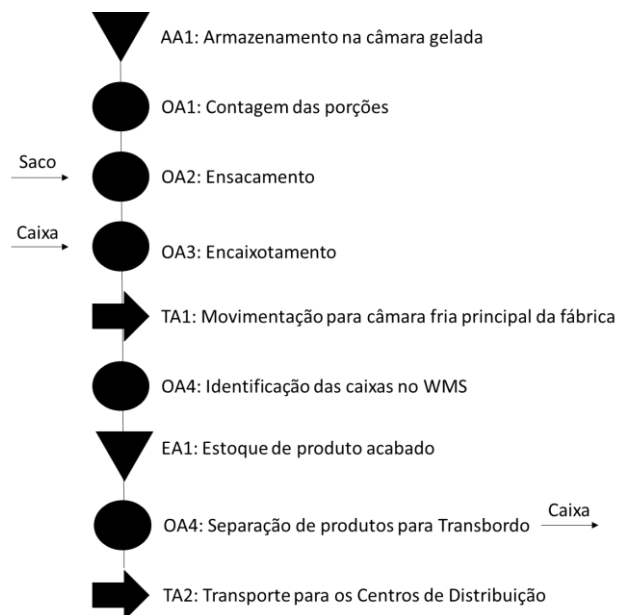 AA1: Armazenamento na câmara gelada
OA1: Contagem das porções
Saco
OA2: Ensacamento
Caixa
OA3: Encaixotamento
TA1: Movimentação para câmara fria principal da fábrica
OA4: Identificação das caixas no WMS
EA1: Estoque de produto acabado
OA4: Separação de produtos para Transbordo
Caixa
TA2: Transporte para os Centros de Distribuição